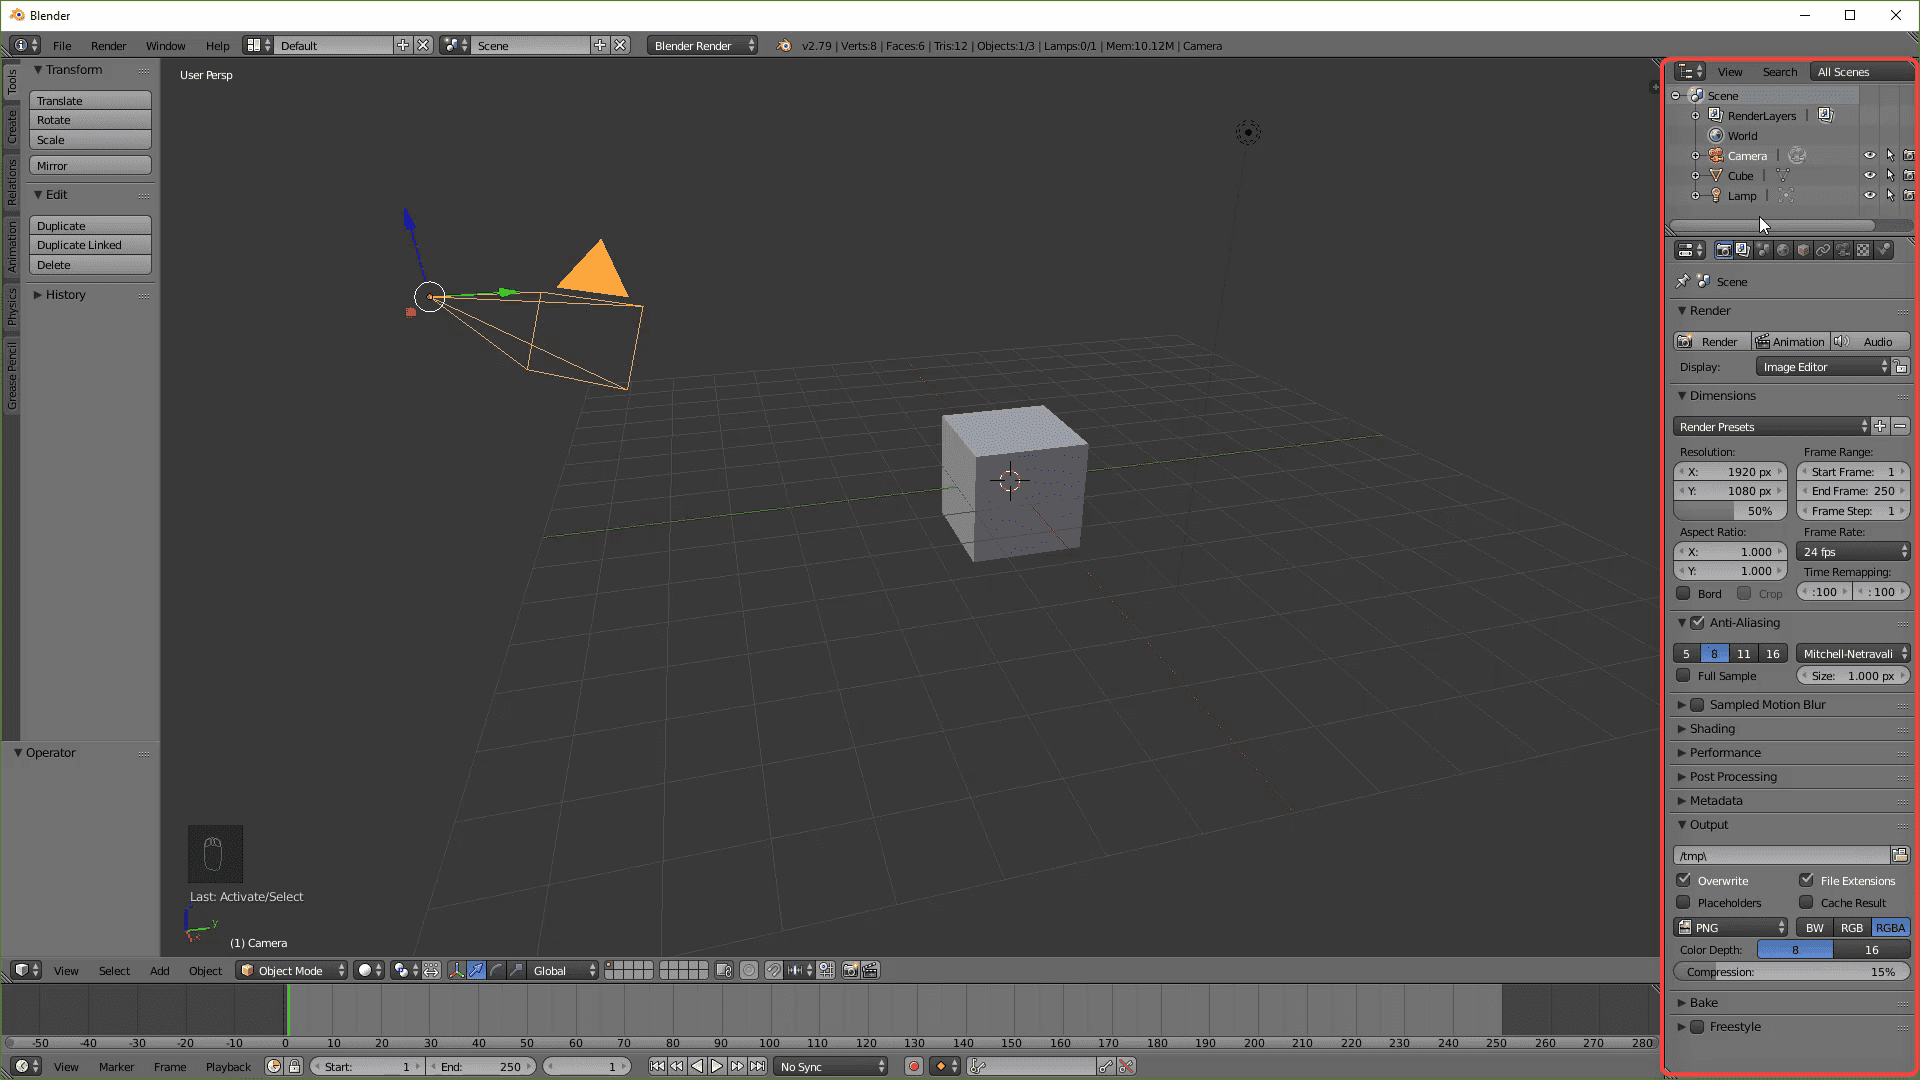 Blender
File Render Window Help Default Scene Blender Render v2.79 | Verts:8 | Faces:6 | Tris:12 | Objects:1/3 | Lamps:0/1 | Mem:10.12M | Camera
Tools
Create
Relations
Animation
Physics
Grease Pencil
Transform
Translate
Rotate
Scale
Mirror
Edit
Duplicate
Duplicate Linked
Delete
History
Operator
User Persp
Last: Activate/Select
y
(1) Camera
View Select Add Object Object Mode Global
-50 -40 -30 -20 -10 0 10 20 30 40 50 60 70 80 90 100 110 120 130 140 150 160 170 180 190 200 210 220 230 240 250 260 270 280
View Marker Frame Playback Start: 1 End: 250 1 No Sync
View Search All Scenes
Scene
RenderLayers |
World
Camera |
Cube |
Lamp |
Scene
Render
Render Animation Audio
Display: Image Editor
Dimensions
Render Presets
Resolution: Frame Range:
X: 1920 px Start Frame: 1
Y: 1080 px End Frame: 250
50% Frame Step: 1
Aspect Ratio: Frame Rate:
X: 1.000 24 fps
Y: 1.000 Time Remapping:
Bord Crop :100 : 100
Anti-Aliasing
5 8 11 16 Mitchell-Netravali
Full Sample Size: 1.000 px
Sampled Motion Blur
Shading
Performance
Post Processing
Metadata
Output
/tmp\
Overwrite File Extensions
Placeholders Cache Result
PNG BW RGB RGBA
Color Depth: 8 16
Compression: 15%
Bake
Freestyle